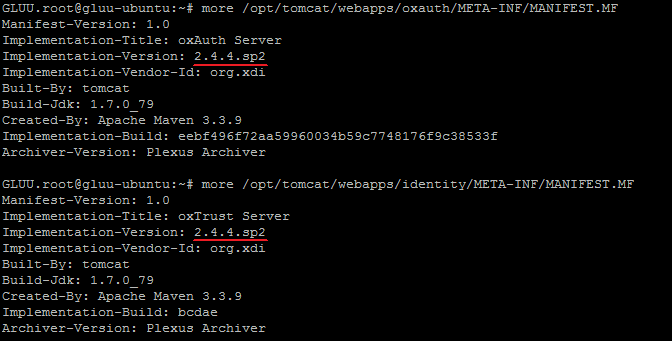 GLUU.root@gluu-ubuntu:~# more /opt/tomcat/webapps/oxauth/META-INF/MANIFEST.MF
Manifest-Version: 1.0
Implementation-Title: oxAuth Server
Implementation-Version: 2.4.4.sp2
Implementation-Vendor-Id: org.xdi
Built-By: tomcat
Build-Jdk: 1.7.0_79
Created-By: Apache Maven 3.3.9
Implementation-Build: eebf496f72aa59960034b59c7748176f9c38533f
Archiver-Version: Plexus Archiver
GLUU.root@gluu-ubuntu:~# more /opt/tomcat/webapps/identity/META-INF/MANIFEST.MF
Manifest-Version: 1.0
Implementation-Title: oxTrust Server
Implementation-Version: 2.4.4.sp2
Implementation-Vendor-Id: org.xdi
Built-By: tomcat
Build-Jdk: 1.7.0_79
Created-By: Apache Maven 3.3.9
Implementation-Build: bcdae
Archiver-Version: Plexus Archiver